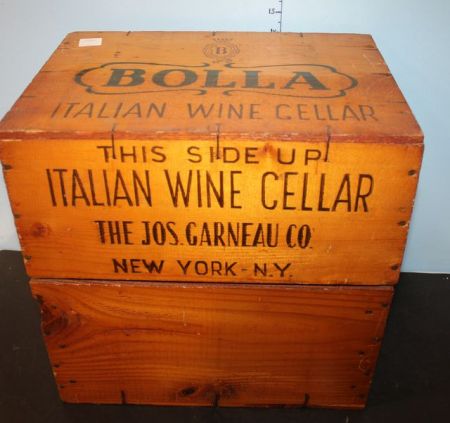 B
BOLLA
ITALIAN WINE CELLAR
THIS SIDE UP
ITALIAN WINE CELLAR
THE JOS. GARNEAU CO.
NEW YORK - N.Y.